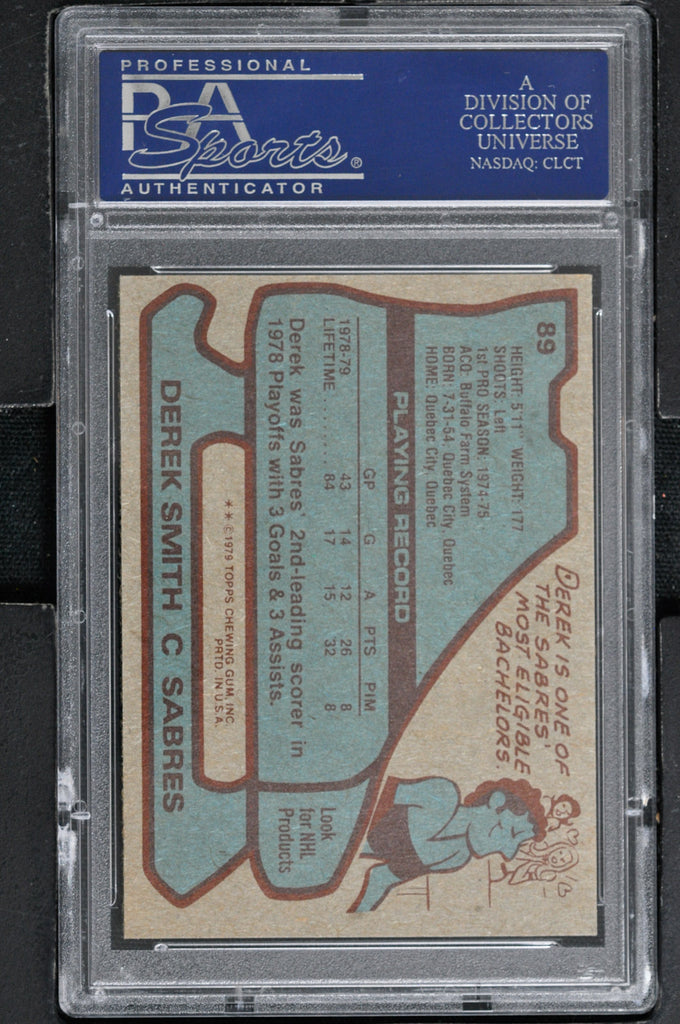 PROFESSIONAL
PSA
Sports®
AUTHENTICATOR
A
DIVISION OF
COLLECTORS
UNIVERSE
NASDAQ: CLCT
89
HEIGHT: 5'11" WEIGHT: 177
SHOOTS: Left
1st PRO SEASON: 1974-75
ACQ: Buffalo Farm System
BORN: 7-31-54, Quebec City, Quebec
HOME: Quebec City, Quebec
DEREK IS ONE OF
THE SABRES'
MOST ELIGIBLE
BACHELORS
PLAYING RECORD
GP G A PTS PIM
1978-79 43 14 12 26 8
LIFETIME ........ 84 17 15 32 8
Derek was Sabres' 2nd-leading scorer in
1978 Playoffs with 3 Goals & 3 Assists.
Look
for NHL
Products
** ©1979 TOPPS CHEWING GUM, INC.
PRTD. IN U.S.A.
DEREK SMITH C SABRES